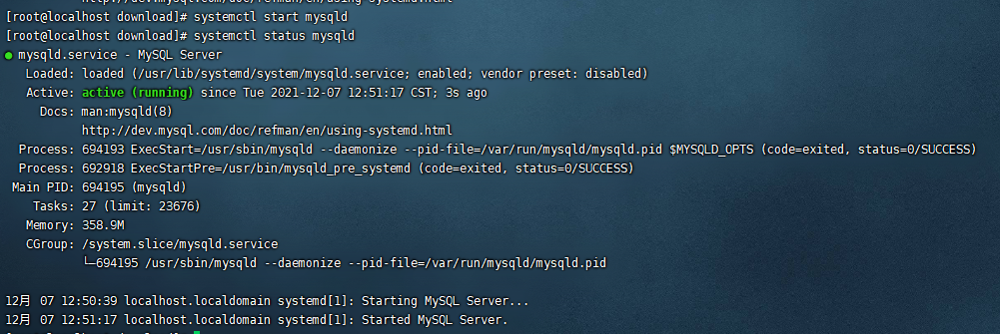 [root@localhost download]# systemctl start mysqld
[root@localhost download]# systemctl status mysqld
● mysqld.service - MySQL Server
Loaded: loaded (/usr/lib/systemd/system/mysqld.service; enabled; vendor preset: disabled)
Active: active (running) since Tue 2021-12-07 12:51:17 CST; 3s ago
Docs: man:mysqld(8)
http://dev.mysql.com/doc/refman/en/using-systemd.html
Process: 694193 ExecStart=/usr/sbin/mysqld --daemonize --pid-file=/var/run/mysqld/mysqld.pid $MYSQLD_OPTS (code=exited, status=0/SUCCESS)
Process: 692918 ExecStartPre=/usr/bin/mysqld_pre_systemd (code=exited, status=0/SUCCESS)
Main PID: 694195 (mysqld)
Tasks: 27 (limit: 23676)
Memory: 358.9M
CGroup: /system.slice/mysqld.service
└─694195 /usr/sbin/mysqld --daemonize --pid-file=/var/run/mysqld/mysqld.pid
12月 07 12:50:39 localhost.localdomain systemd[1]: Starting MySQL Server...
12月 07 12:51:17 localhost.localdomain systemd[1]: Started MySQL Server.